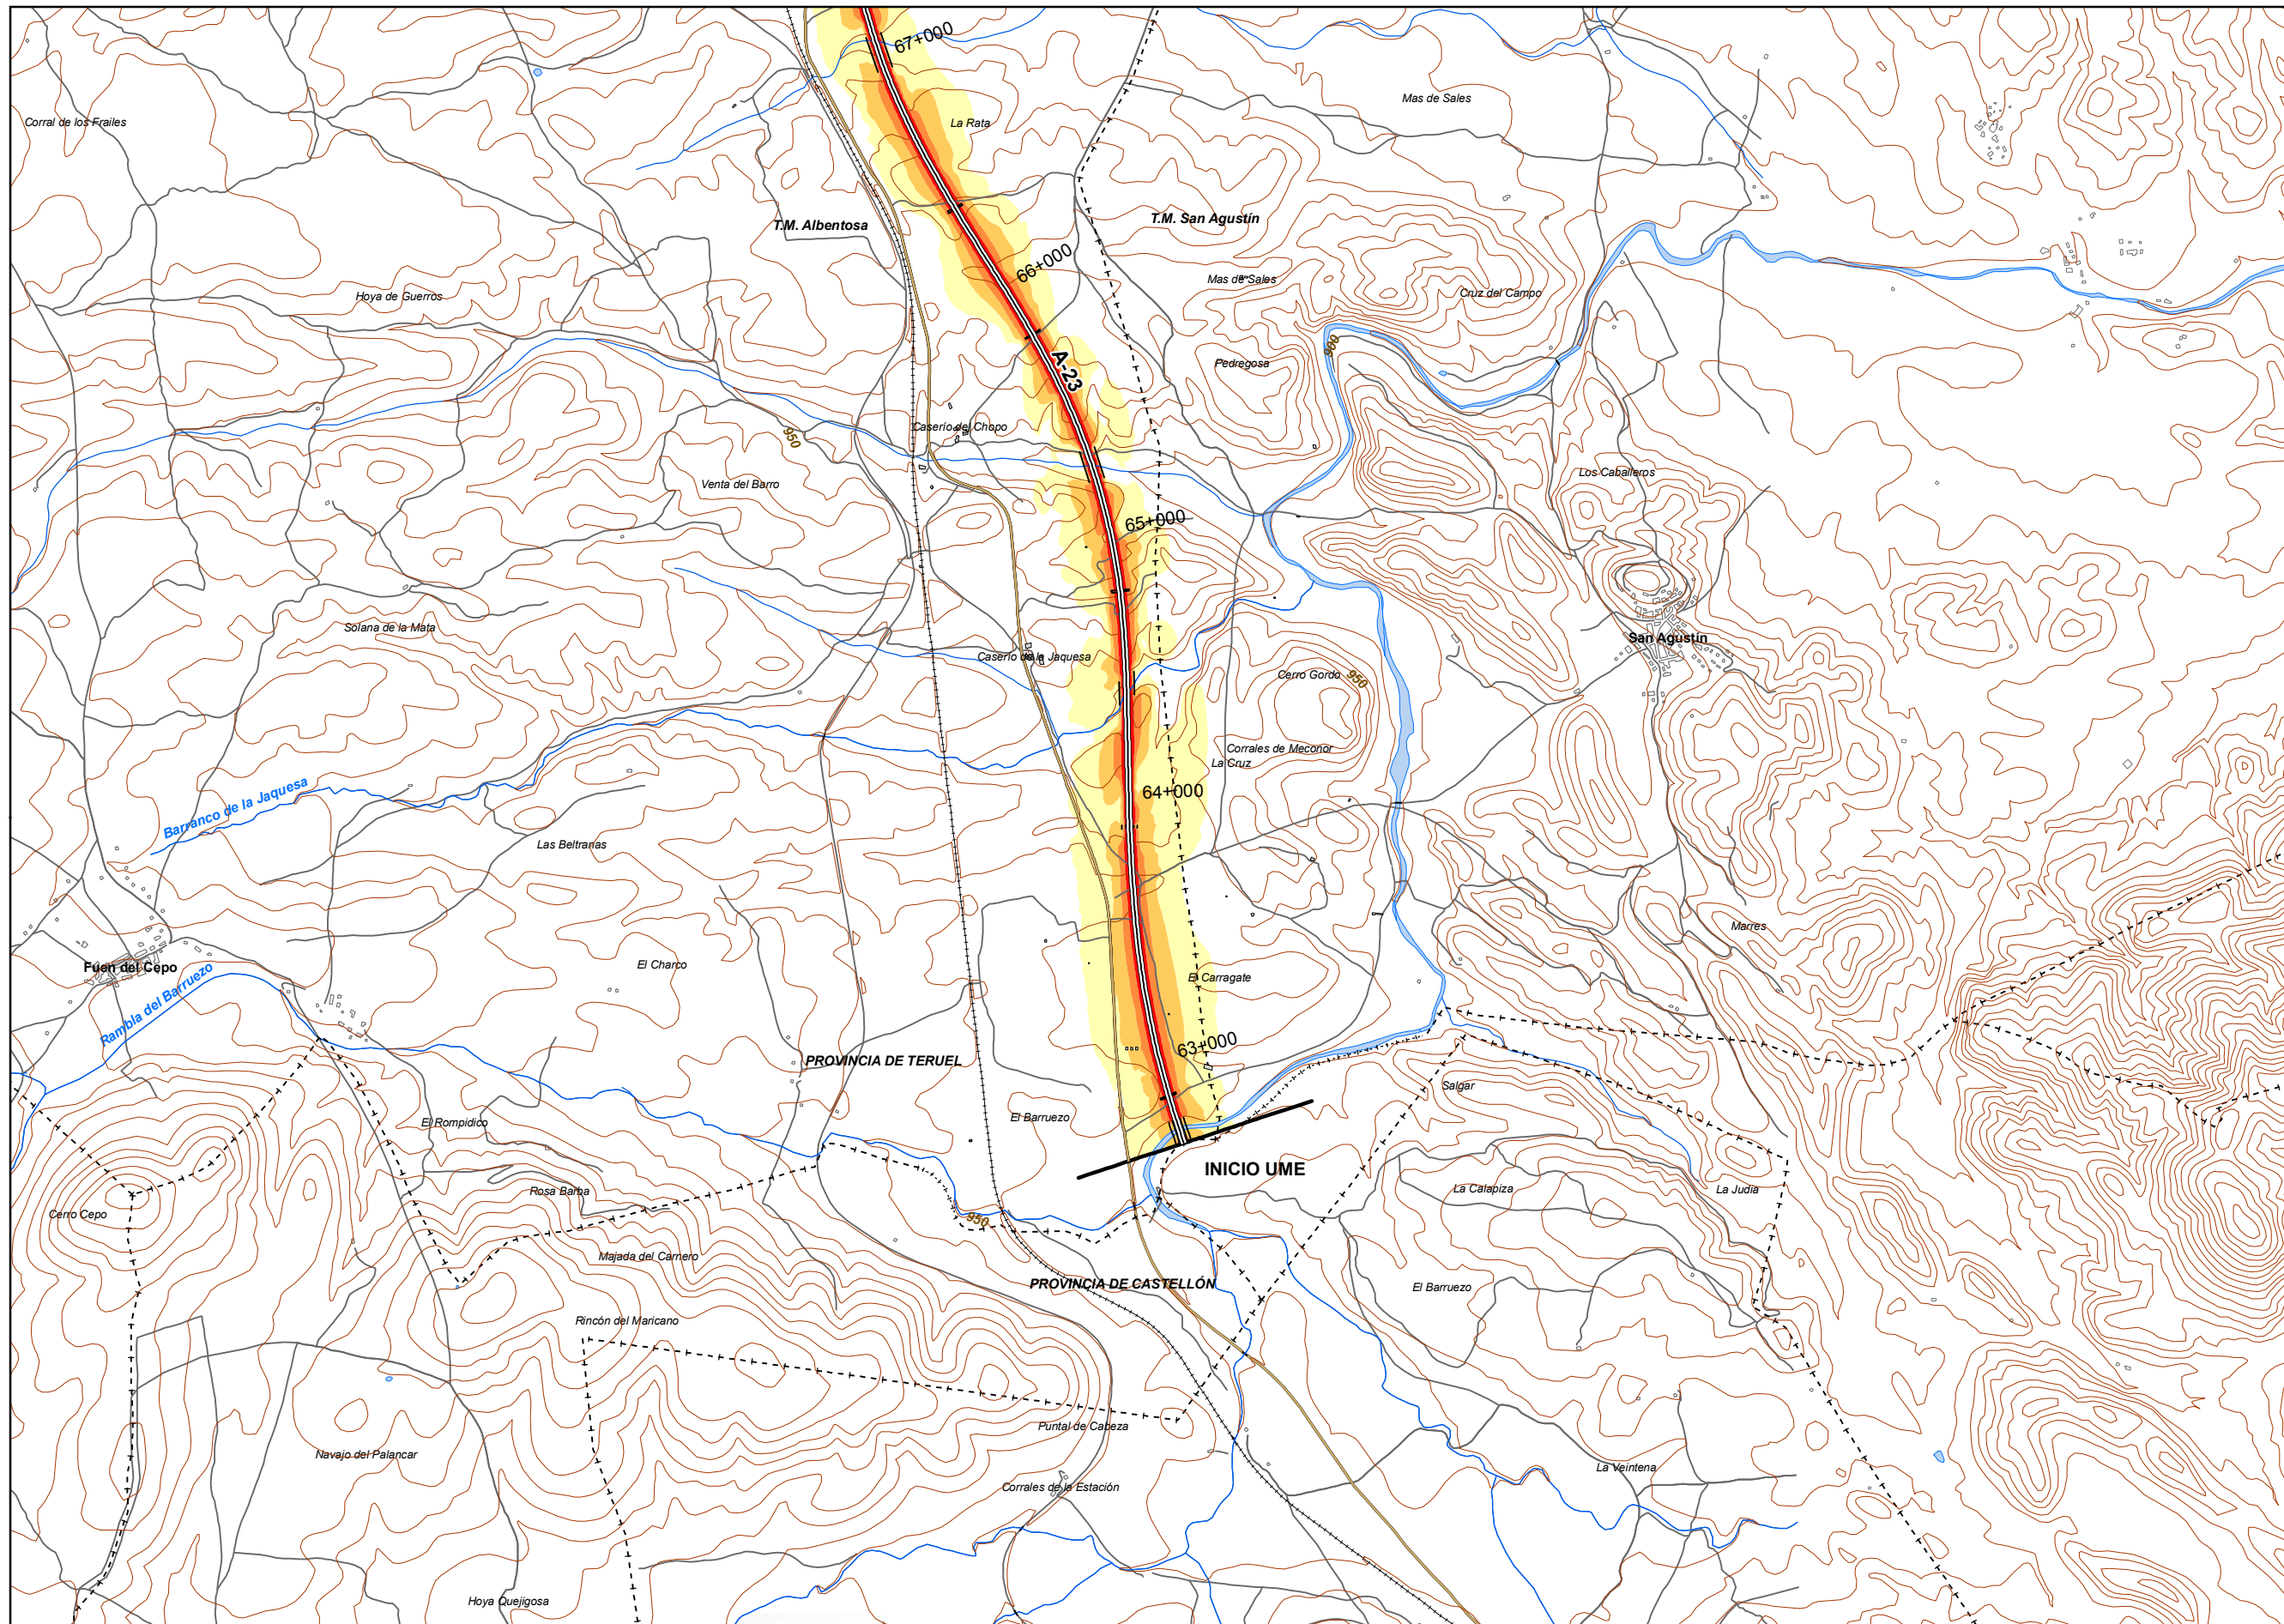 67+000
Mas de Sales
Corral de los Frailes
La Rata
T.M. San Agustín
T.M. Albentosa
66+000
Mas de Sales
Cruz del Campo
Hoya de Guerros
900
Pedregosa
A-23
Caserío del Chopo
950
Los Caballeros
Venta del Barro
65+000
Solana de la Mata
San Agustín
Caserío de la Jaquesa
Cerro Gordo
950
Corrales de Meconor
La Cruz
64+000
Barranco de la Jaquesa
Las Beltranas
Marres
El Charco
Fuen del Cepo
El Carragate
Rambla del Barruezo
63+000
PROVINCIA DE TERUEL
Salgar
El Barruezo
El Rompidico
INICIO UME
Rosa Barba
La Calapiza
La Judia
Cerro Cepo
950
Majada del Carnero
PROVINCIA DE CASTELLÓN
El Barruezo
Rincón del Maricano
Puntal de Cabeza
Navajo del Palancar
La Veintena
Corrales de la Estación
Hoya Quejigosa